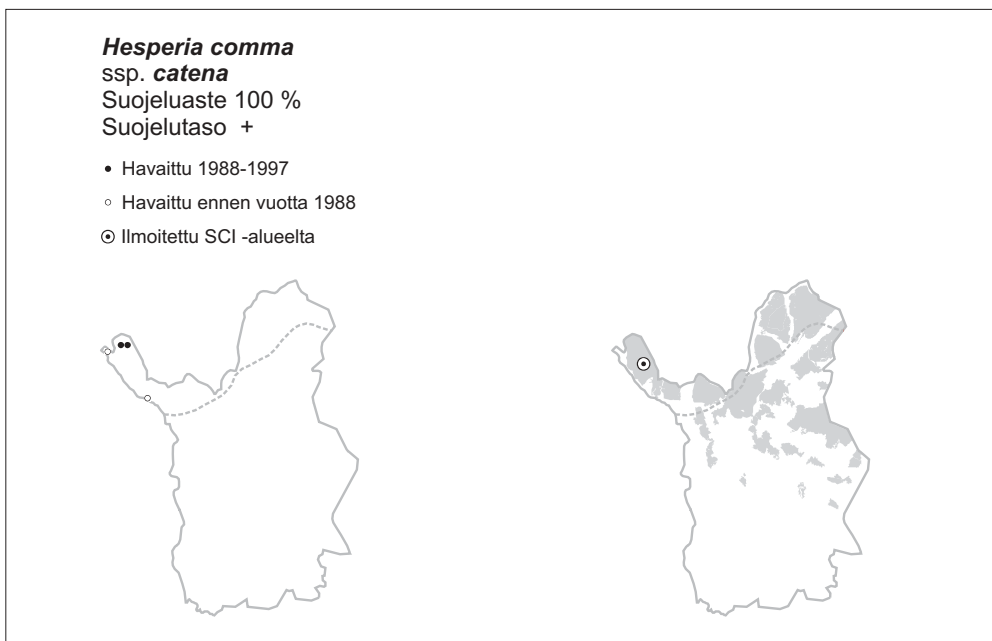 Hesperia comma
ssp. catena
Suojeluaste 100 %
Suojelutaso +
Havaittu 1988-1997
Havaittu ennen vuotta 1988
Ilmoitettu SCI -alueelta